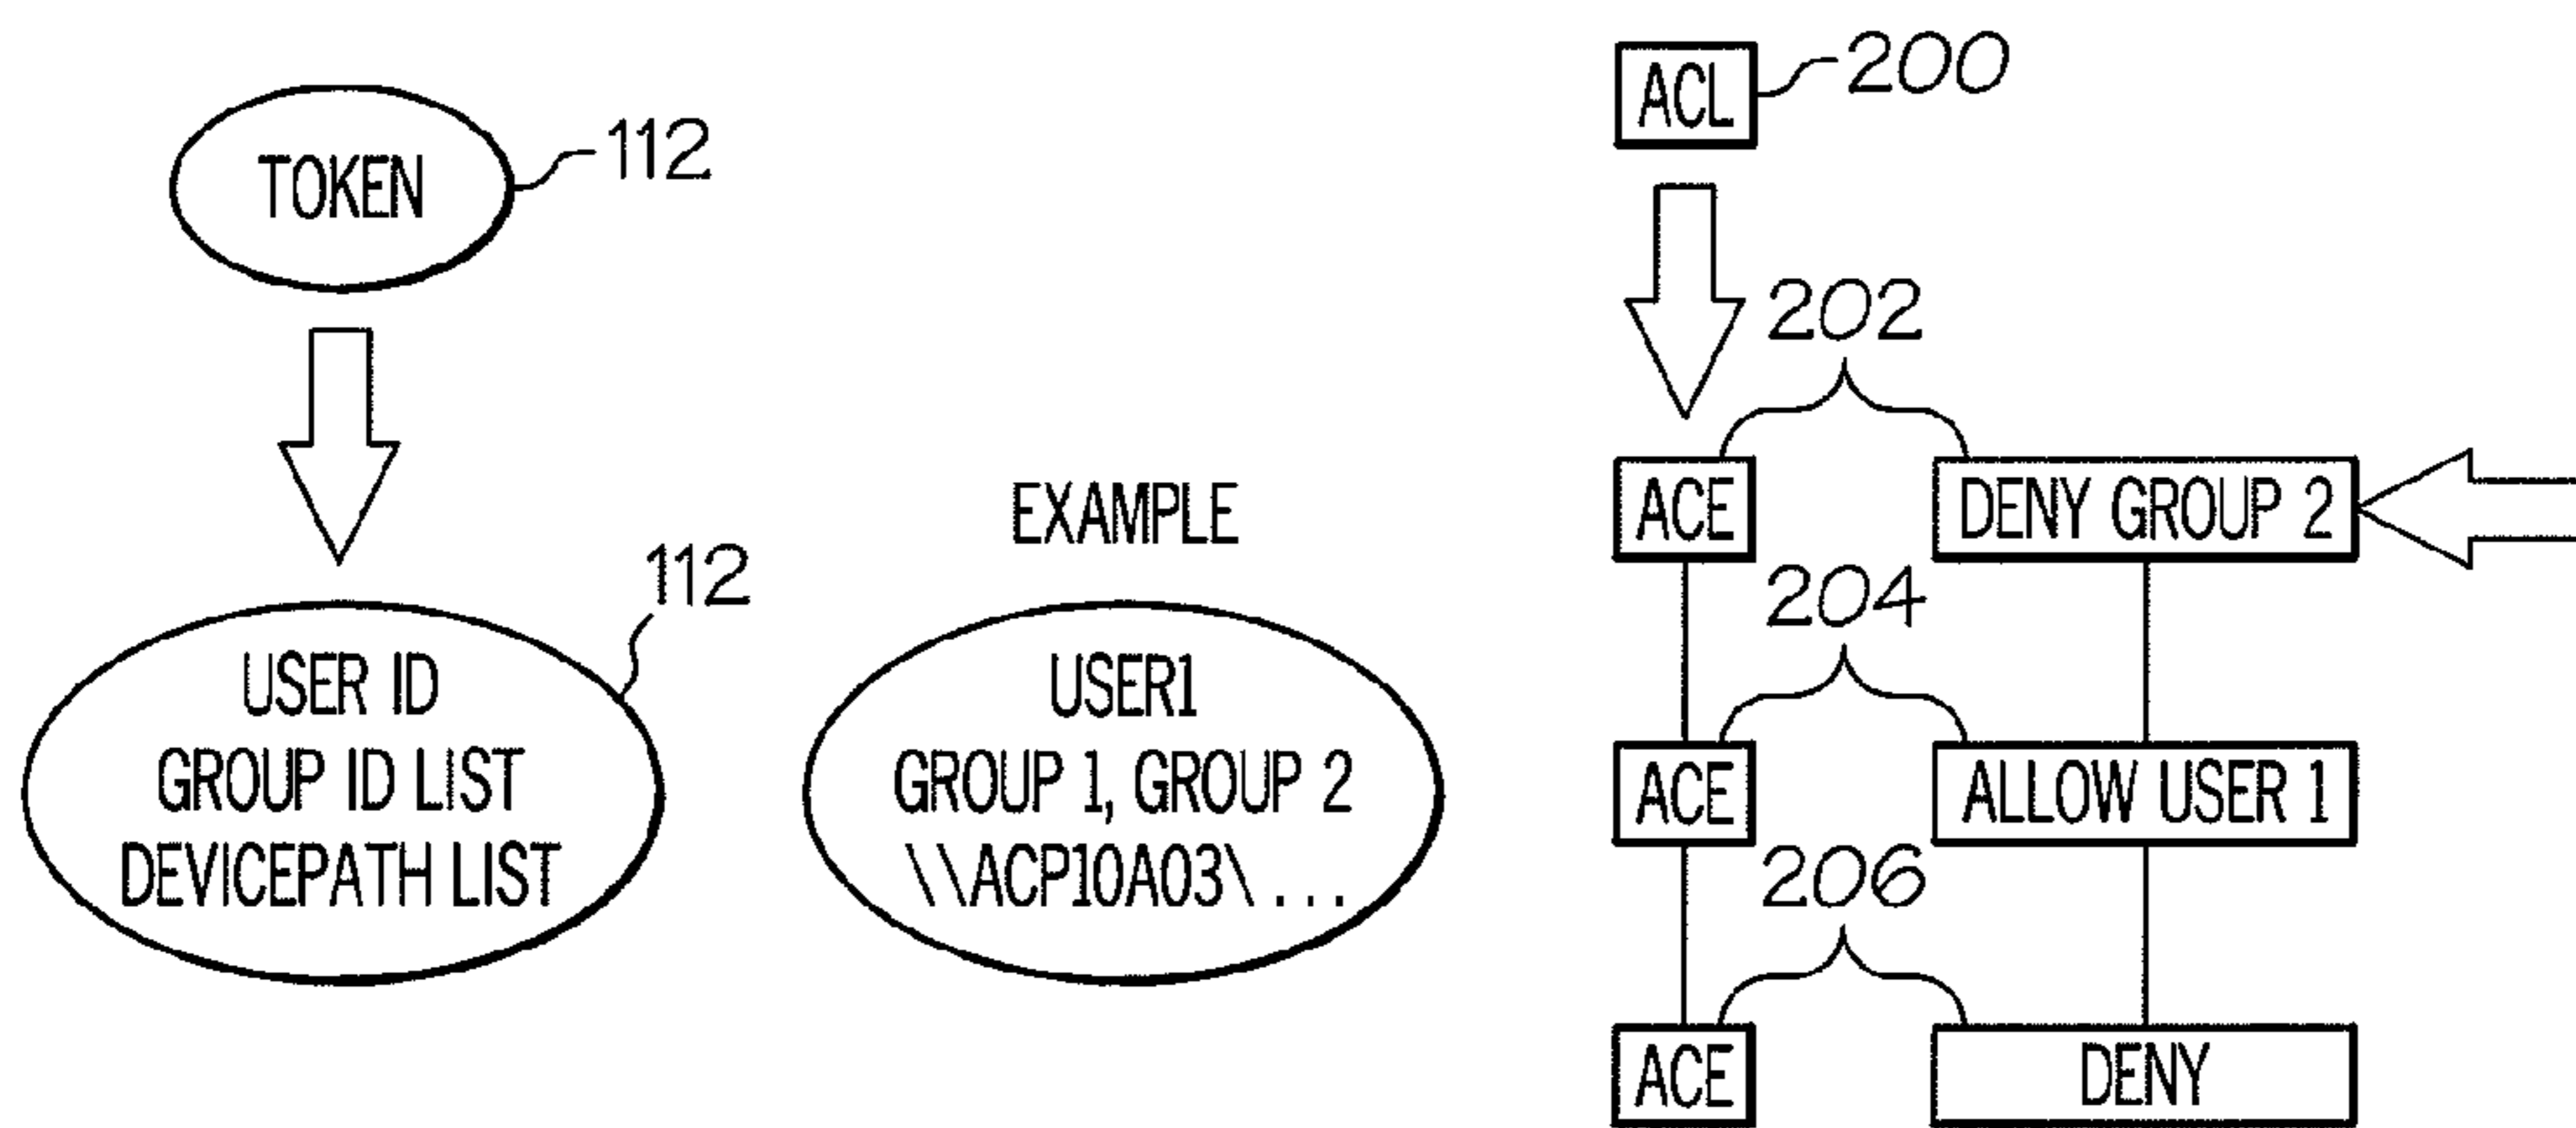 TOKEN
112
USER ID
GROUP ID LIST
DEVICEPATH LIST
112
EXAMPLE
USER1
GROUP 1, GROUP 2
\\ACP10A03\ . . .
ACL
200
202
ACE
DENY GROUP 2
204
ACE
ALLOW USER 1
206
ACE
DENY